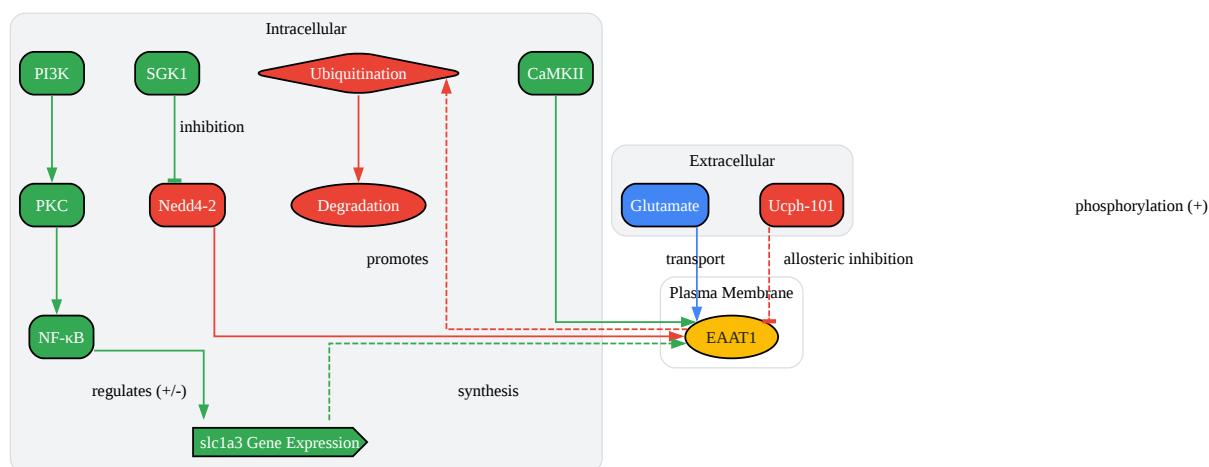 Intracellular
PI3K
SGK1
Ubiquitination
CaMKII
inhibition
Extracellular
PKC
Nedd4-2
Degradation
Glutamate
Ucph-101
phosphorylation (+)
promotes
transport
allosteric inhibition
Plasma Membrane
NF-κB
EAAT1
regulates (+/-)
synthesis
slc1a3 Gene Expression